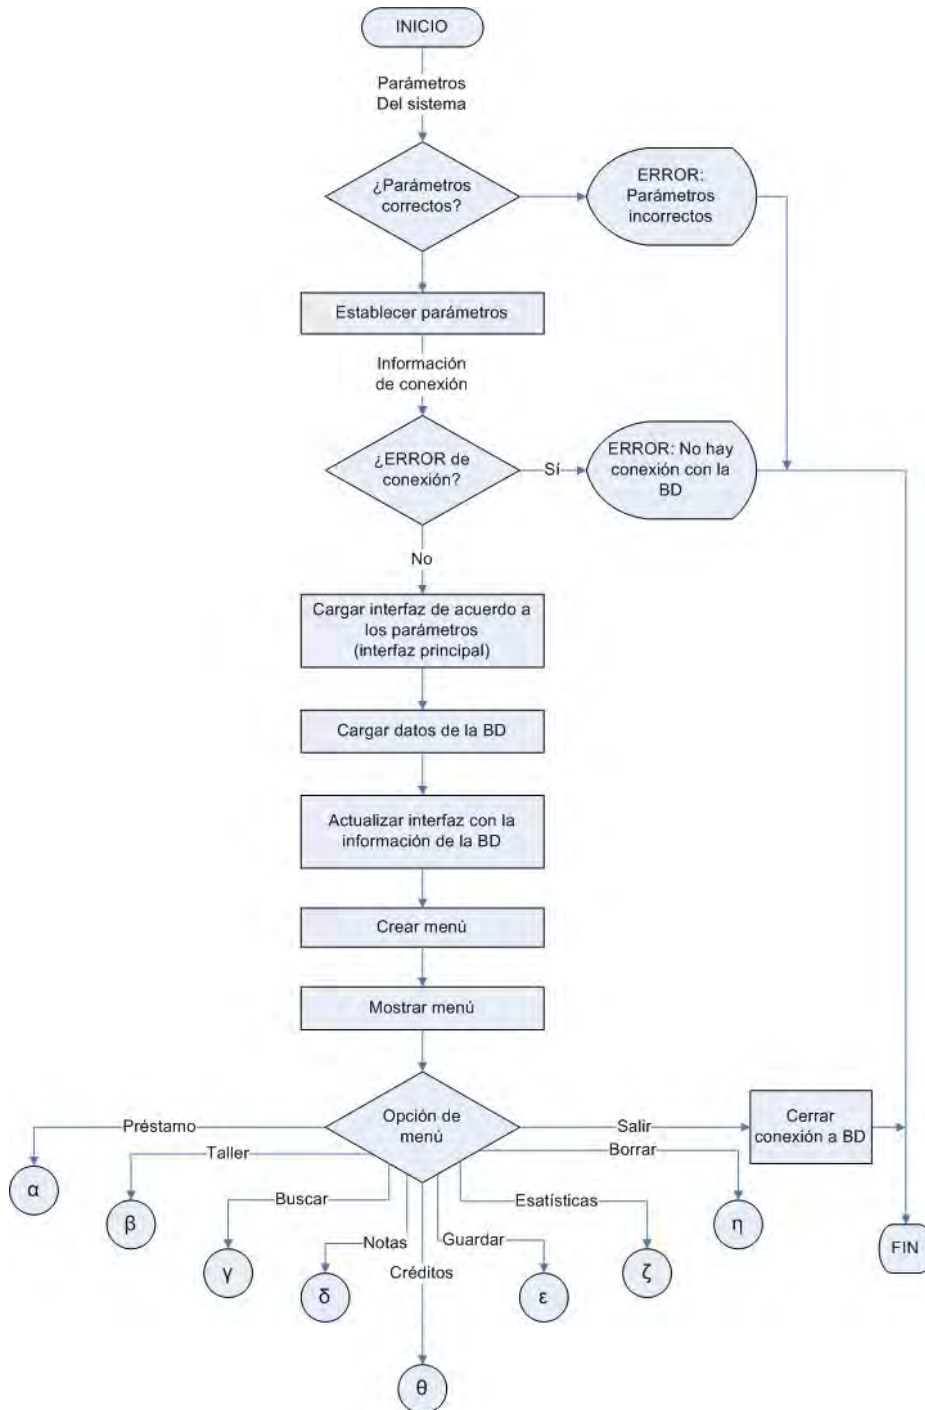 INICIO
Parámetros
Del sistema
¿Parámetros
correctos?
ERROR:
Parámetros
incorrectos
Establecer parámetros
Información
de conexión
¿ERROR de
conexión?
Sí
ERROR: No hay
conexión con la
BD
No
Cargar interfaz de acuerdo a
los parámetros
(interfaz principal)
Cargar datos de la BD
Actualizar interfaz con la
información de la BD
Crear menú
Mostrar menú
Opción de
menú
Préstamo
Salir
Cerrar
conexión a BD
Taller
Borrar
α
β
Buscar
Esatísticas
η
γ
Notas
Guardar
ζ
FIN
Créditos
δ
ε
θ